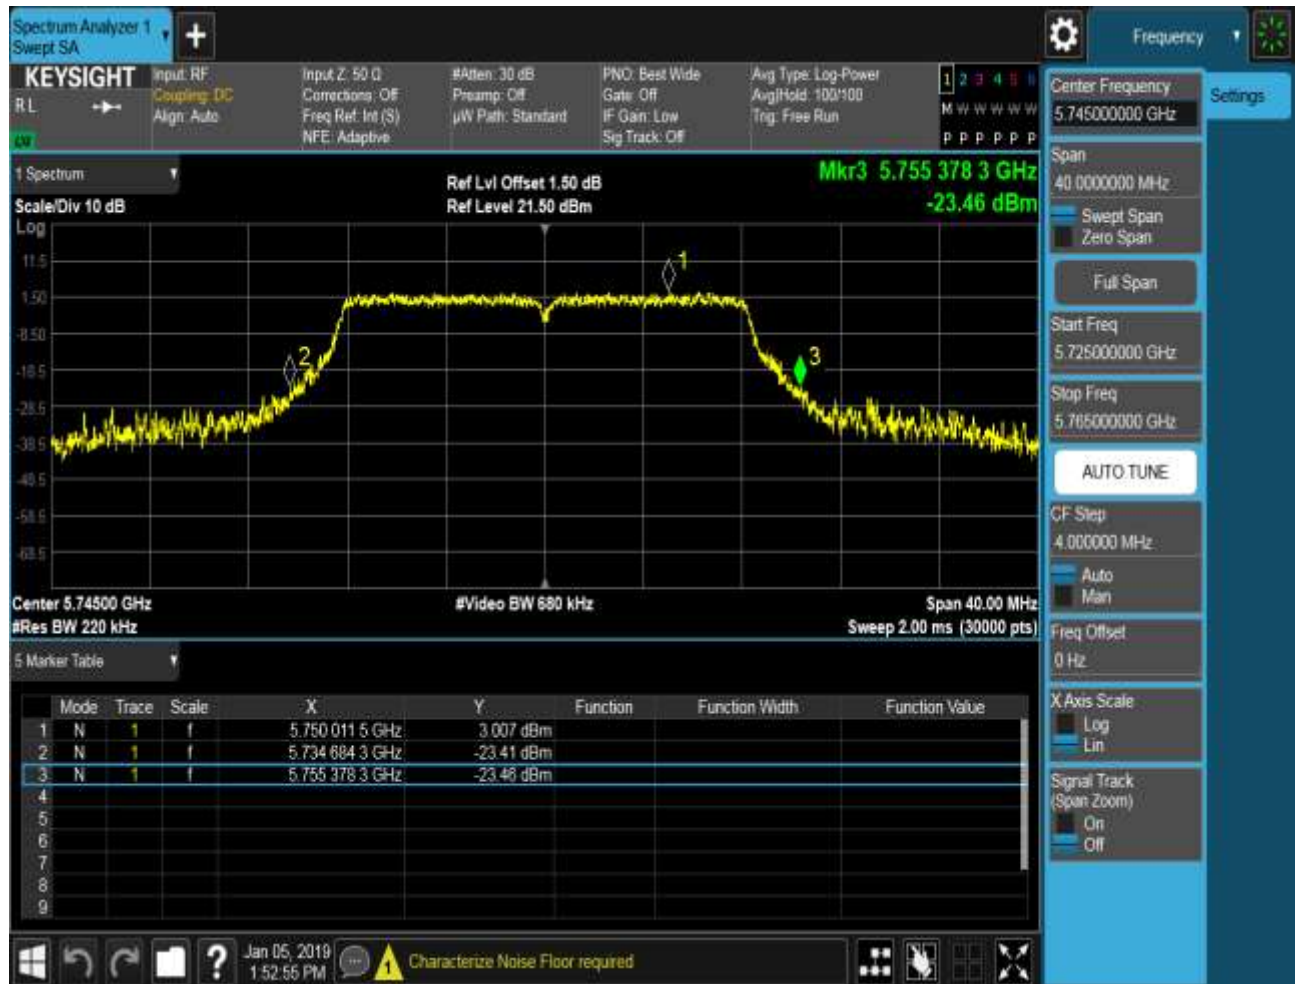 Spectrum Analyzer 1
Swept SA
Frequency
KEYSIGHT
RL
Input: RF
Coupling: DC
Align: Auto
Input Z: 50 Ω
Corrections: Off
Freq Ref: Int (S)
NFE: Adaptive
#Atten: 30 dB
Preamp: Off
µW Path: Standard
PNO: Best Wide
Gate: Off
IF Gain: Low
Sig Track: Off
Avg Type: Log-Power
Avg|Hold: 100/100
Trig: Free Run
1 2 3 4 5 6
M W W W W W
P P P P P P
1 Spectrum
Scale/Div 10 dB
Ref Lvl Offset 1.50 dB
Ref Level 21.50 dBm
Mkr3 5.755 378 3 GHz
-23.46 dBm
Log
11.5
1.50
-8.50
-18.5
-28.5
-38.5
-48.5
-58.5
-68.5
1
2
3
Center 5.74500 GHz
#Res BW 220 kHz
#Video BW 680 kHz
Span 40.00 MHz
Sweep 2.00 ms (30000 pts)
5 Marker Table
Mode Trace Scale X Y Function Function Width Function Value
1 N 1 f 5.750 011 5 GHz 3.007 dBm
2 N 1 f 5.734 684 3 GHz -23.41 dBm
3 N 1 f 5.755 378 3 GHz -23.46 dBm
4
5
6
7
8
9
Jan 05, 2019
1:52:55 PM
Characterize Noise Floor required
Settings
Center Frequency
5.745000000 GHz
Span
40.0000000 MHz
Swept Span
Zero Span
Full Span
Start Freq
5.725000000 GHz
Stop Freq
5.765000000 GHz
AUTO TUNE
CF Step
4.000000 MHz
Auto
Man
Freq Offset
0 Hz
X Axis Scale
Log
Lin
Signal Track
(Span Zoom)
On
Off